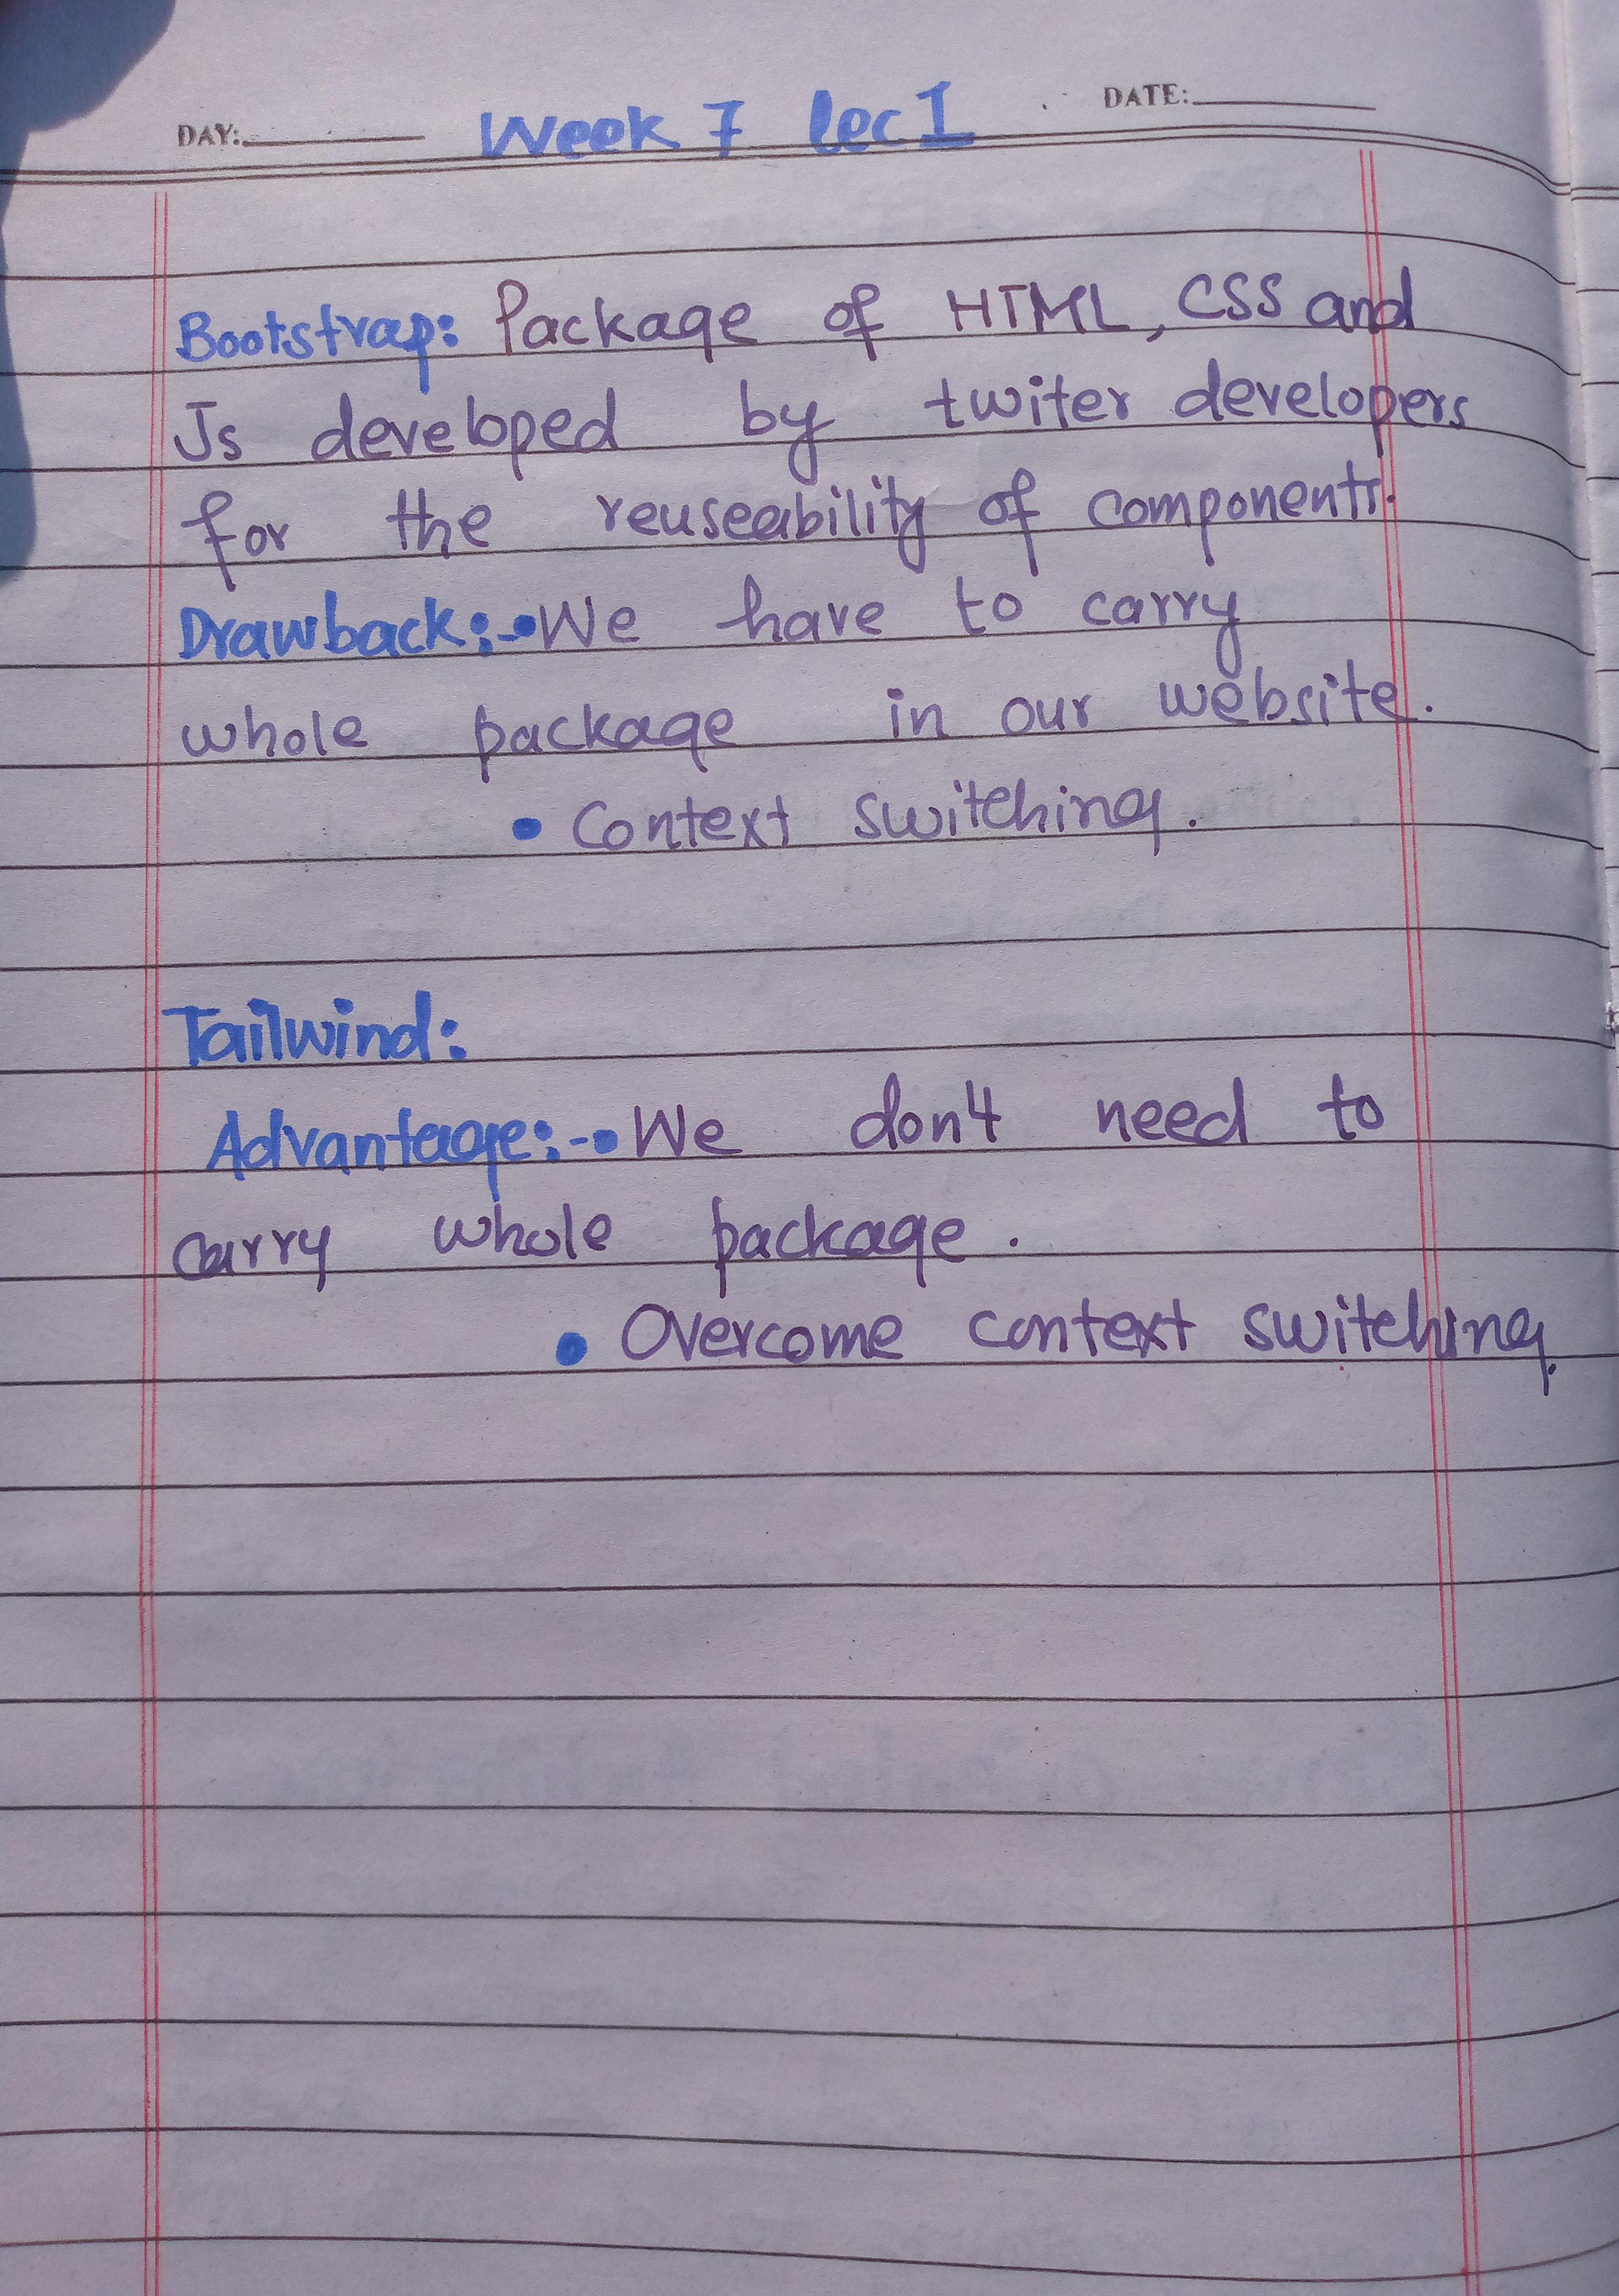 DAY: Week 7 lec 1 DATE:
Bootstrap: Package of HTML, CSS and
Js developed by twiter developers
for the reuseability of components.
Drawback:-•We have to carry
whole package in our website.
• Context switching.
Tailwind:
Advantage:-•We don't need to
carry whole package.
• Overcome context switching.